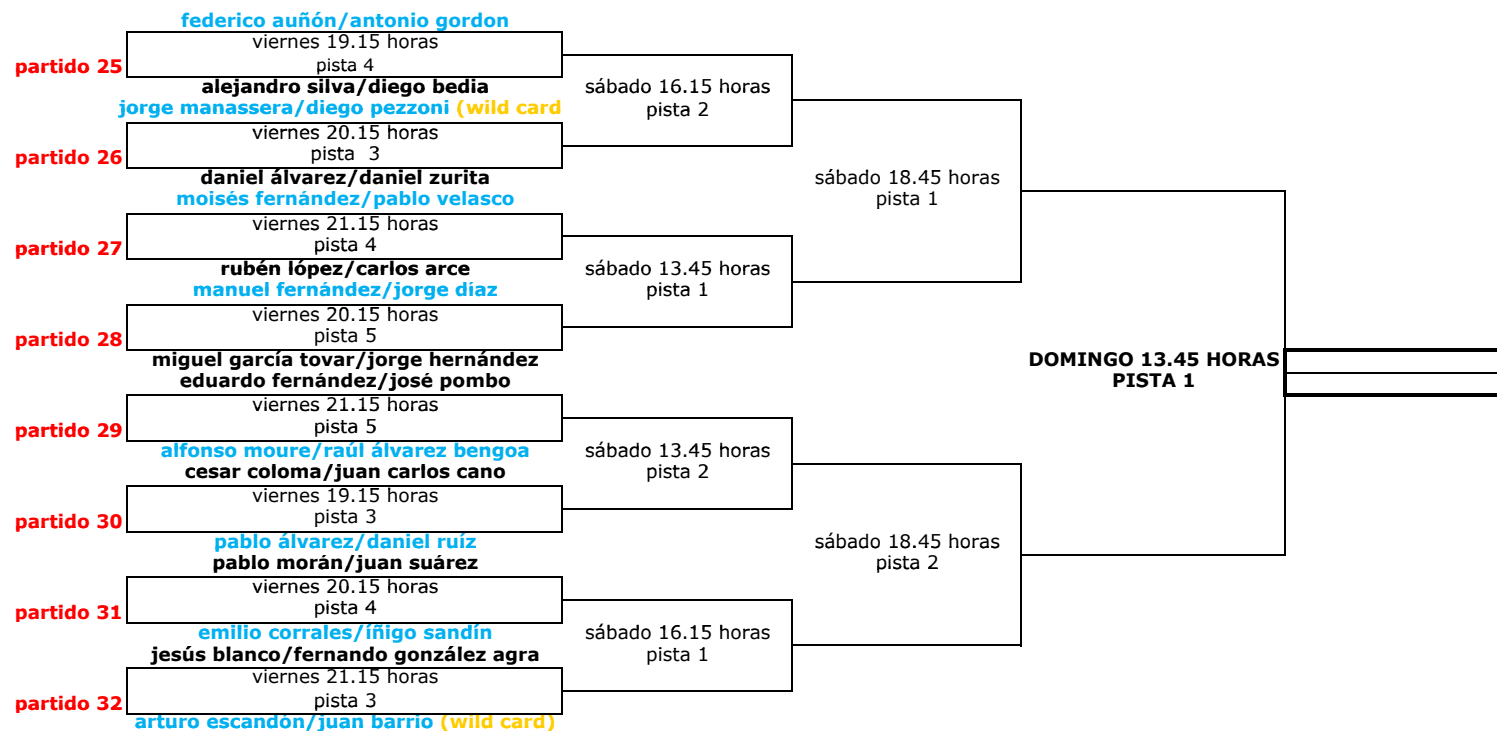 federico auñón/antonio gordon
viernes 19.15 horas
partido 25
pista 4
alejandro silva/diego bedia
sábado 16.15 horas
pista 2
jorge manassera/diego pezzoni (wild card
viernes 20.15 horas
partido 26
pista 3
daniel álvarez/daniel zurita
sábado 18.45 horas
pista 1
moisés fernández/pablo velasco
viernes 21.15 horas
partido 27
pista 4
rubén lópez/carlos arce
sábado 13.45 horas
pista 1
manuel fernández/jorge díaz
viernes 20.15 horas
partido 28
pista 5
miguel garcía tovar/jorge hernández
DOMINGO 13.45 HORAS
PISTA 1
eduardo fernández/josé pombo
viernes 21.15 horas
partido 29
pista 5
alfonso moure/raúl álvarez bengoa
sábado 13.45 horas
pista 2
cesar coloma/juan carlos cano
viernes 19.15 horas
partido 30
pista 3
pablo álvarez/daniel ruíz
sábado 18.45 horas
pista 2
pablo morán/juan suárez
viernes 20.15 horas
partido 31
pista 4
emilio corrales/íñigo sandín
sábado 16.15 horas
pista 1
jesús blanco/fernando gonzález agra
viernes 21.15 horas
partido 32
pista 3
arturo escandón/juan barrio (wild card)